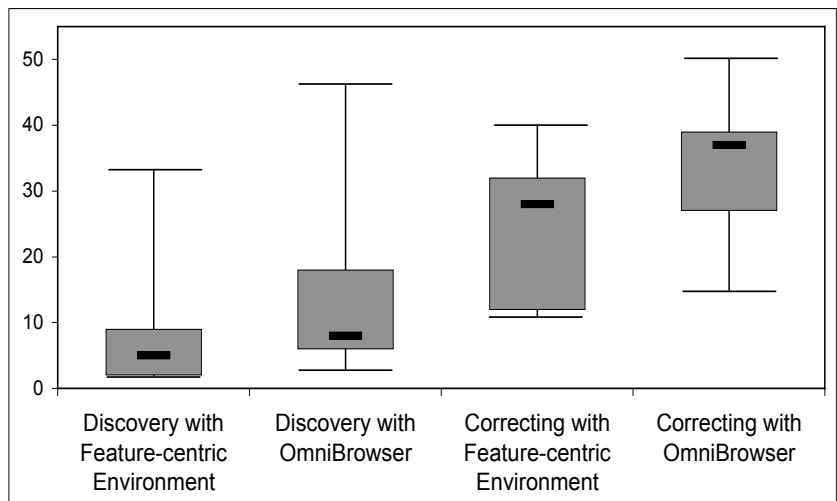 50
40
30
20
10
0
Discovery with
Feature-centric
Environment
Discovery with
OmniBrowser
Correcting with
Feature-centric
Environment
Correcting with
OmniBrowser